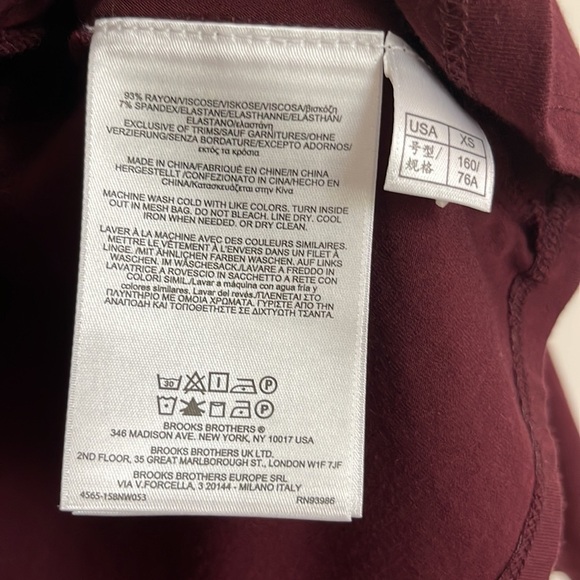 93% RAYON/VISCOSE/VISKOSE/VISCOSA/βισκόζη
7% SPANDEX/ELASTANE/ELASTHANNE/ELASTHAN/
ELASTANO/ελαστάνη
EXCLUSIVE OF TRIMS/SAUF GARNITURES/OHNE
VERZIERUNG/SENZA BORDATURE/EXCEPTO ADORNOS/
εκτός τα κρόσια
MADE IN CHINA/FABRIQUÉ EN CHINE/IN CHINA
HERGESTELLT /CONFEZIONATO IN CINA/HECHO EN
CHINA/Κατασκευάζεται στην Κίνα
MACHINE WASH COLD WITH LIKE COLORS. TURN INSIDE
OUT IN MESH BAG. DO NOT BLEACH. LINE DRY. COOL
IRON WHEN NEEDED. OR DRY CLEAN.
LAVER À LA MACHINE AVEC DES COULEURS SIMILAIRES.
METTRE LE VÊTEMENT À L'ENVERS DANS UN FILET À
LINGE. /MIT ÄHNLICHEN FARBEN WASCHEN. AUF LINKS
WASCHEN. IM WÄSCHESACK/LAVARE A FREDDO IN
LAVATRICE A ROVESCIO IN SACCHETTO A RETE CON
COLORI SIMIL./Lavar a máquina con agua fría y
colores similares. Lavar del revés./ΠΛΕΝΕΤΑΙ ΣΤΟ
ΠΛΥΝΤΗΡΙΟ ΜΕ ΟΜΟΙΑ ΧΡΩΜΑΤΑ. ΓΥΡΙΣΤΕ ΑΠΟ ΤΗΝ
ΑΝΑΠΟΔΗ ΚΑΙ ΤΟΠΟΘΕΤΗΣΤΕ ΣΕ ΔΙΧΤΥΩΤΗ ΤΣΑΝΤΑ.
30 P
P
BROOKS BROTHERS ®
346 MADISON AVE. NEW YORK, NY 10017 USA
BROOKS BROTHERS UK LTD.
2ND FLOOR, 35 GREAT MARLBOROUGH ST., LONDON W1F 7JF
BROOKS BROTHERS EUROPE SRL
VIA V.FORCELLA, 3 20144 - MILANO ITALY
4565-158NW053 RN93986
USA XS
号型/ 160/
规格 76A